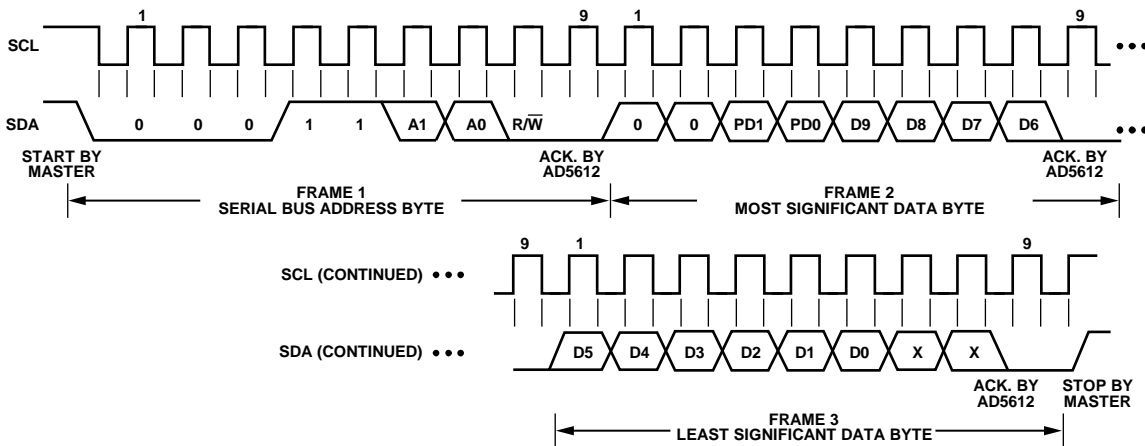 1 9 1 9
SCL
SDA 0 0 0 1 1 A1 A0 R/W̅ 0 0 PD1 PD0 D9 D8 D7 D6
START BY
MASTER
ACK. BY
AD5612
ACK. BY
AD5612
FRAME 1
SERIAL BUS ADDRESS BYTE
FRAME 2
MOST SIGNIFICANT DATA BYTE
9 1 9
SCL (CONTINUED)
SDA (CONTINUED) D5 D4 D3 D2 D1 D0 X X
ACK. BY
AD5612
STOP BY
MASTER
FRAME 3
LEAST SIGNIFICANT DATA BYTE